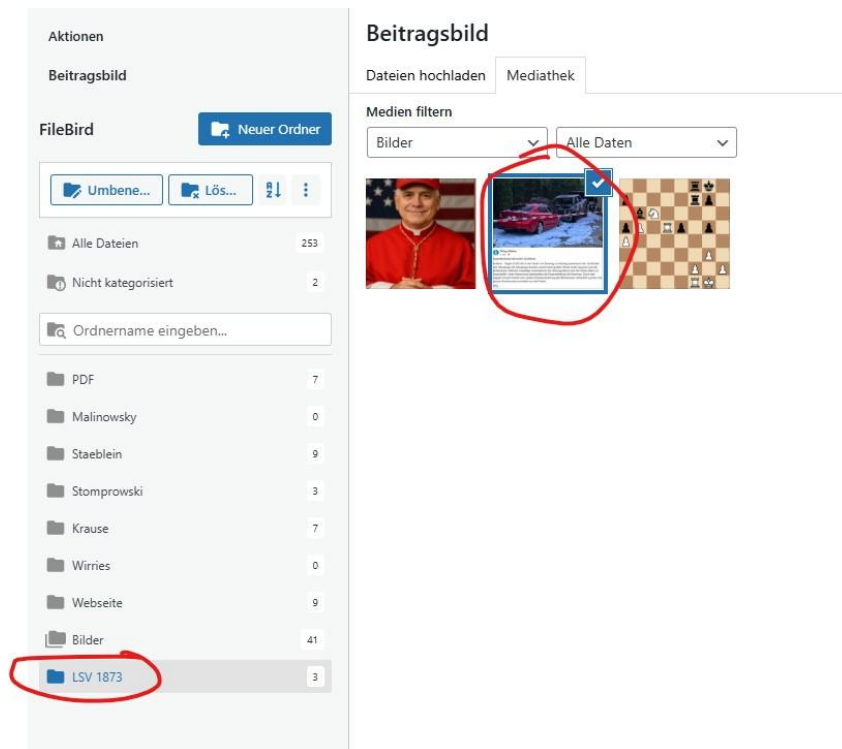 Aktionen
Beitragsbild
FileBird
Neuer Ordner
Umbene...
Lös...
Alle Dateien 253
Nicht kategorisiert 2
Ordnername eingeben...
PDF 7
Malinowsky 0
Staeblein 9
Stomprowski 3
Krause 7
Wirries 0
Webseite 9
Bilder 41
LSV 1873 3
Beitragsbild
Dateien hochladen Mediathek
Medien filtern
Bilder Alle Daten